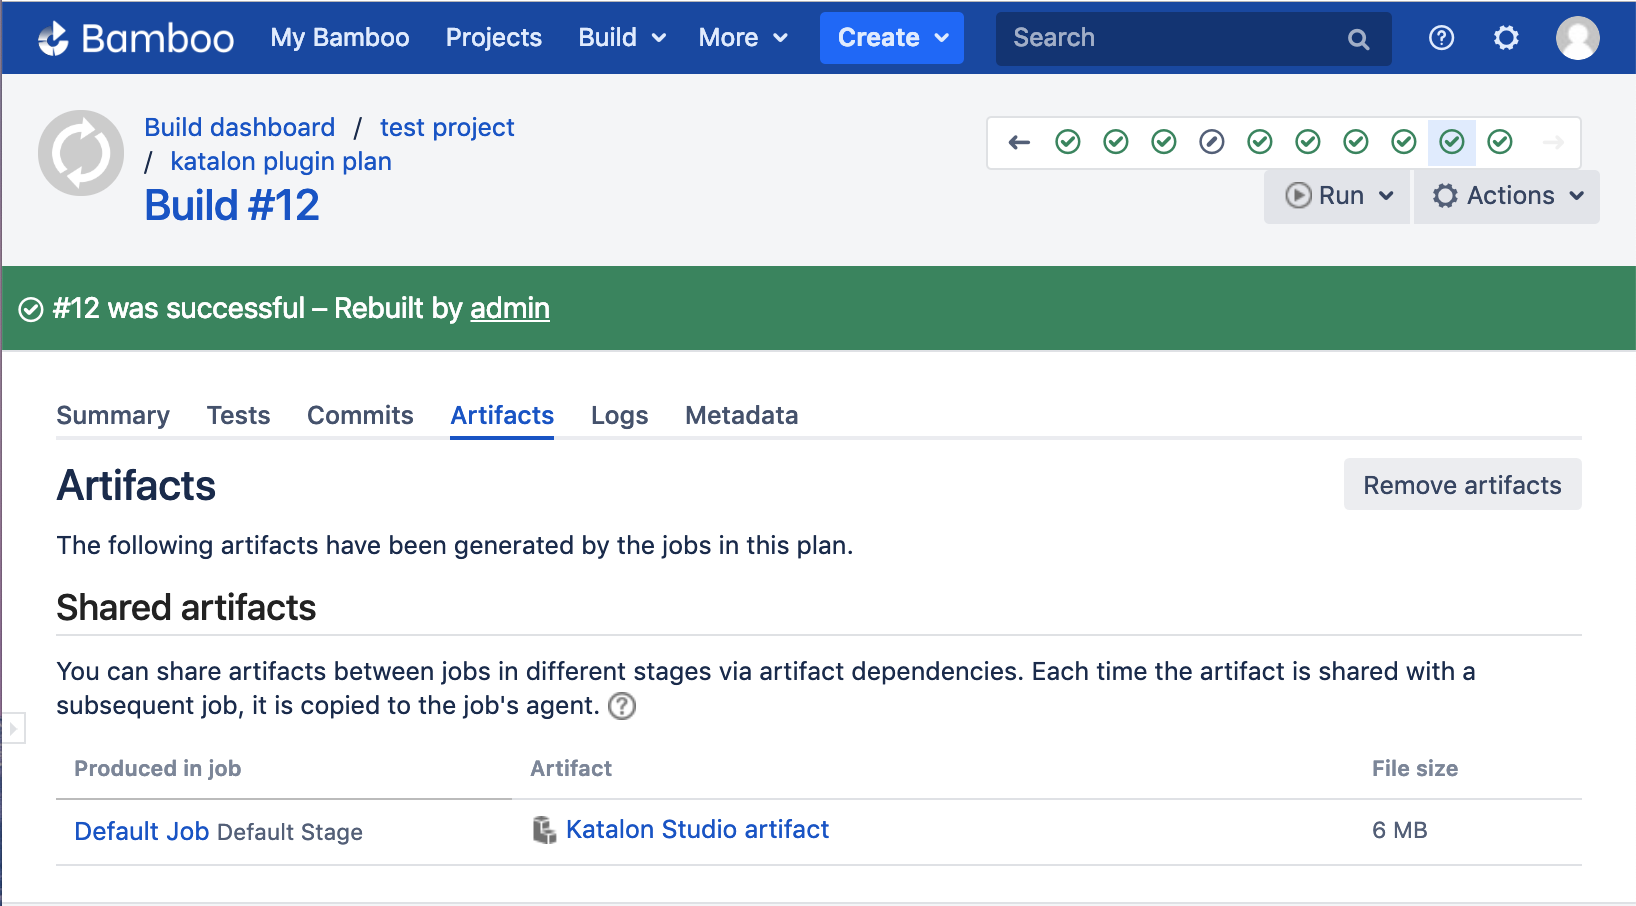 Bamboo My Bamboo Projects Build More Create Search
Build dashboard / test project
/ katalon plugin plan
Build #12
Run Actions
#12 was successful – Rebuilt by admin
Summary Tests Commits Artifacts Logs Metadata
Artifacts
Remove artifacts
The following artifacts have been generated by the jobs in this plan.
Shared artifacts
You can share artifacts between jobs in different stages via artifact dependencies. Each time the artifact is shared with a
subsequent job, it is copied to the job's agent.
Produced in job Artifact File size
Default Job Default Stage Katalon Studio artifact 6 MB